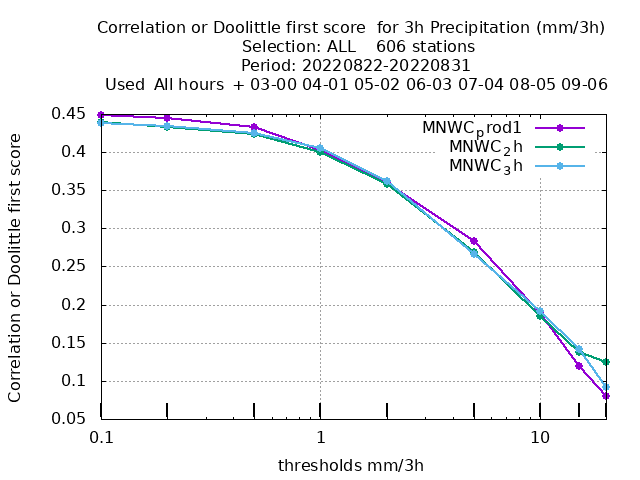 Correlation or Doolittle first score  for 3h Precipitation (mm/3h)
Selection: ALL    606 stations
Period: 20220822-20220831
Used  All hours  + 03-00 04-01 05-02 06-03 07-04 08-05 09-06
MNWCprod1
MNWC2h
MNWC3h
0.45
0.4
0.35
0.3
0.25
0.2
0.15
0.1
0.05
Correlation or Doolittle first score
0.1
1
10
thresholds mm/3h